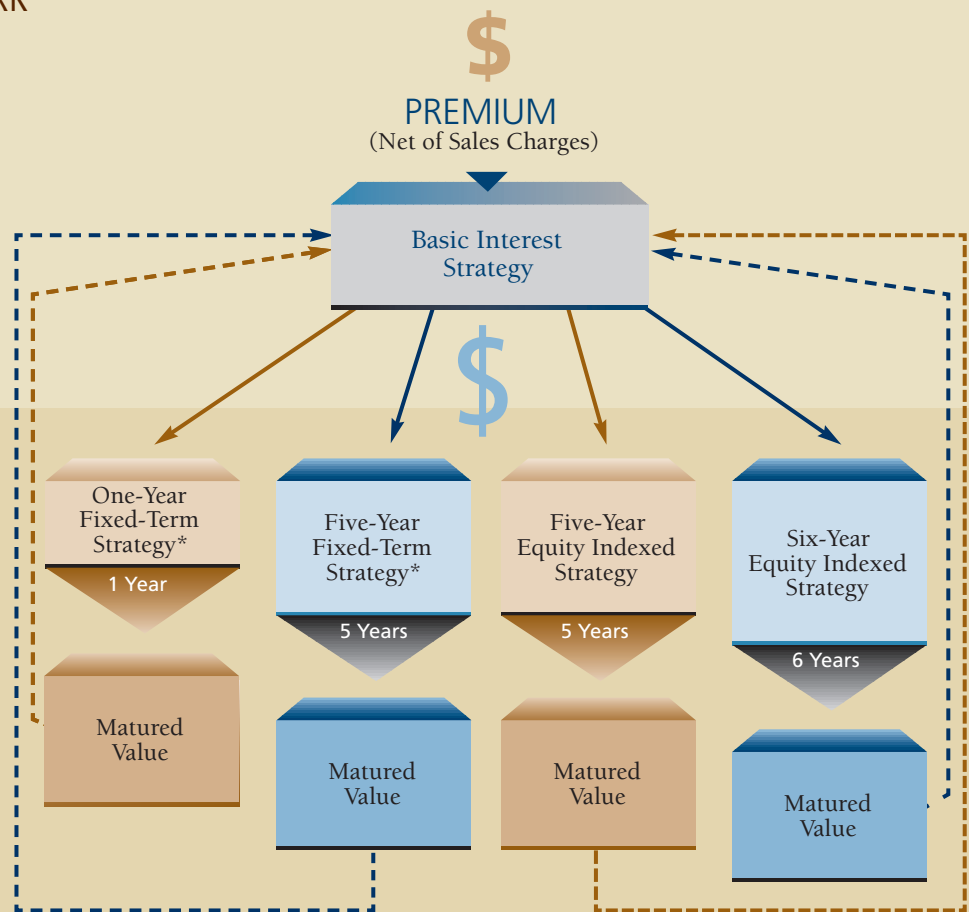 $
PREMIUM
(Net of Sales Charges)
Basic Interest
Strategy
$
One-Year
Fixed-Term
Strategy*
1 Year
Matured
Value
Five-Year
Fixed-Term
Strategy*
5 Years
Matured
Value
Five-Year
Equity Indexed
Strategy
5 Years
Matured
Value
Six-Year
Equity Indexed
Strategy
6 Years
Matured
Value